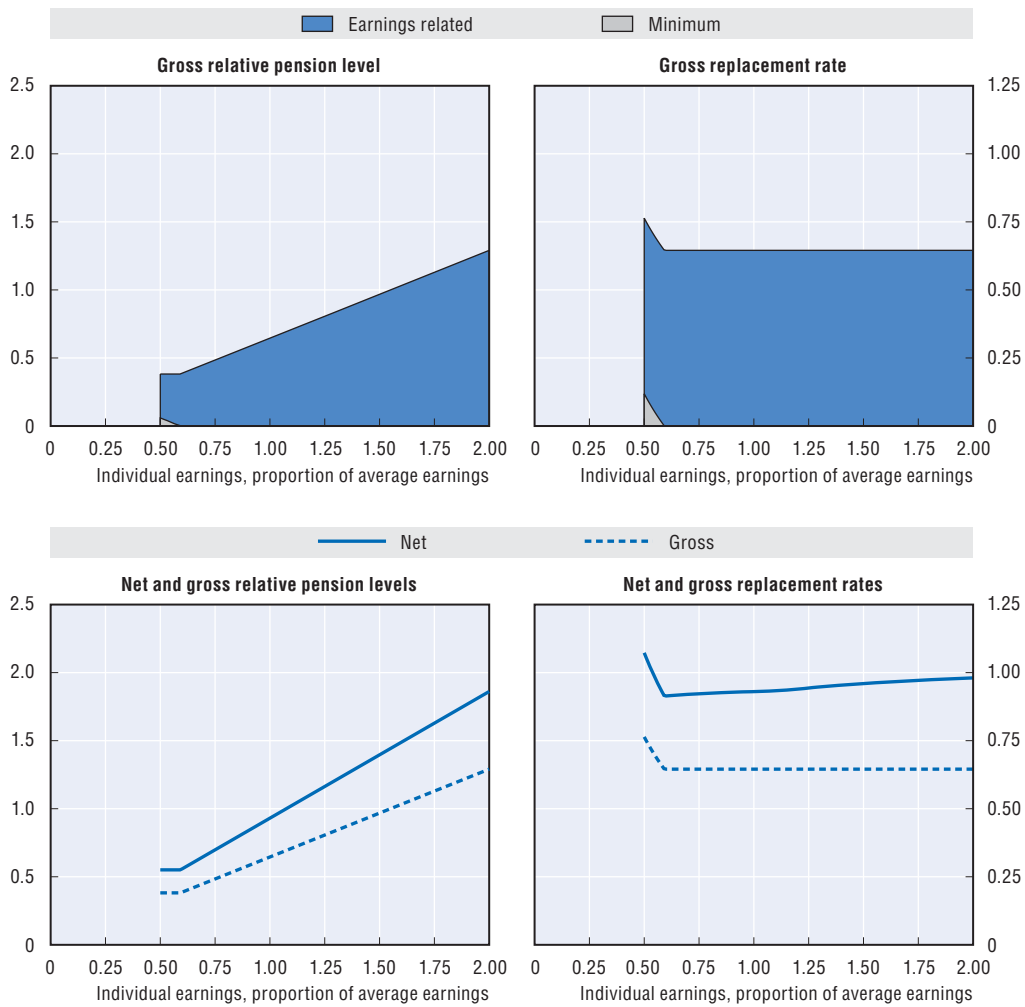 Earnings related Minimum
Gross relative pension level
2.5
2.0
1.5
1.0
0.5
0
0 0.25 0.50 0.75 1.00 1.25 1.50 1.75 2.00
Individual earnings, proportion of average earnings
Gross replacement rate
1.25
1.00
0.75
0.50
0.25
0
0 0.25 0.50 0.75 1.00 1.25 1.50 1.75 2.00
Individual earnings, proportion of average earnings
Net Gross
Net and gross relative pension levels
2.5
2.0
1.5
1.0
0.5
0
0 0.25 0.50 0.75 1.00 1.25 1.50 1.75 2.00
Individual earnings, proportion of average earnings
Net and gross replacement rates
1.25
1.00
0.75
0.50
0.25
0
0 0.25 0.50 0.75 1.00 1.25 1.50 1.75 2.00
Individual earnings, proportion of average earnings